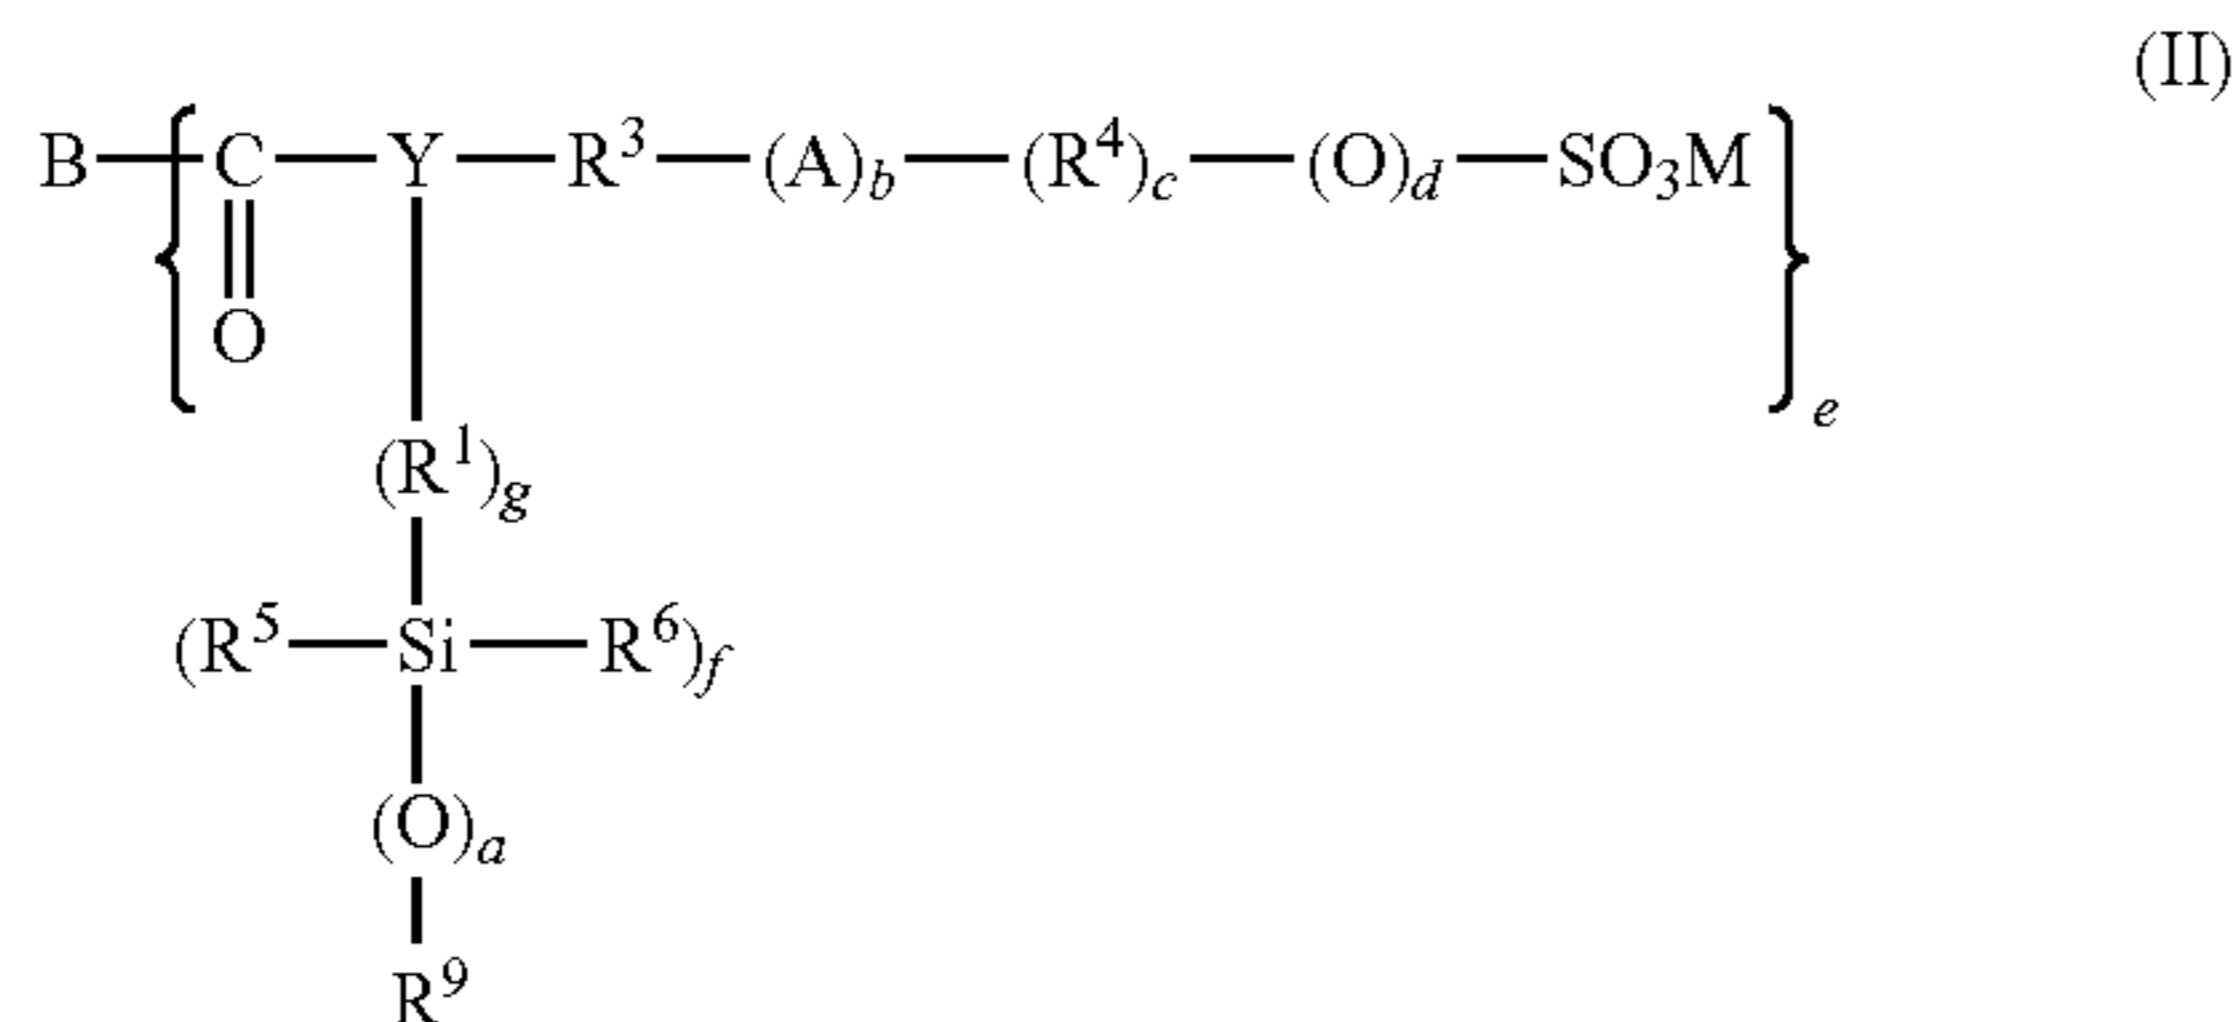 (II)
B C Y R³ (A)b (R⁴)c (O)d SO₃M
O
e
(R¹)g
(R⁵ Si R⁶)f
(O)a
R⁹